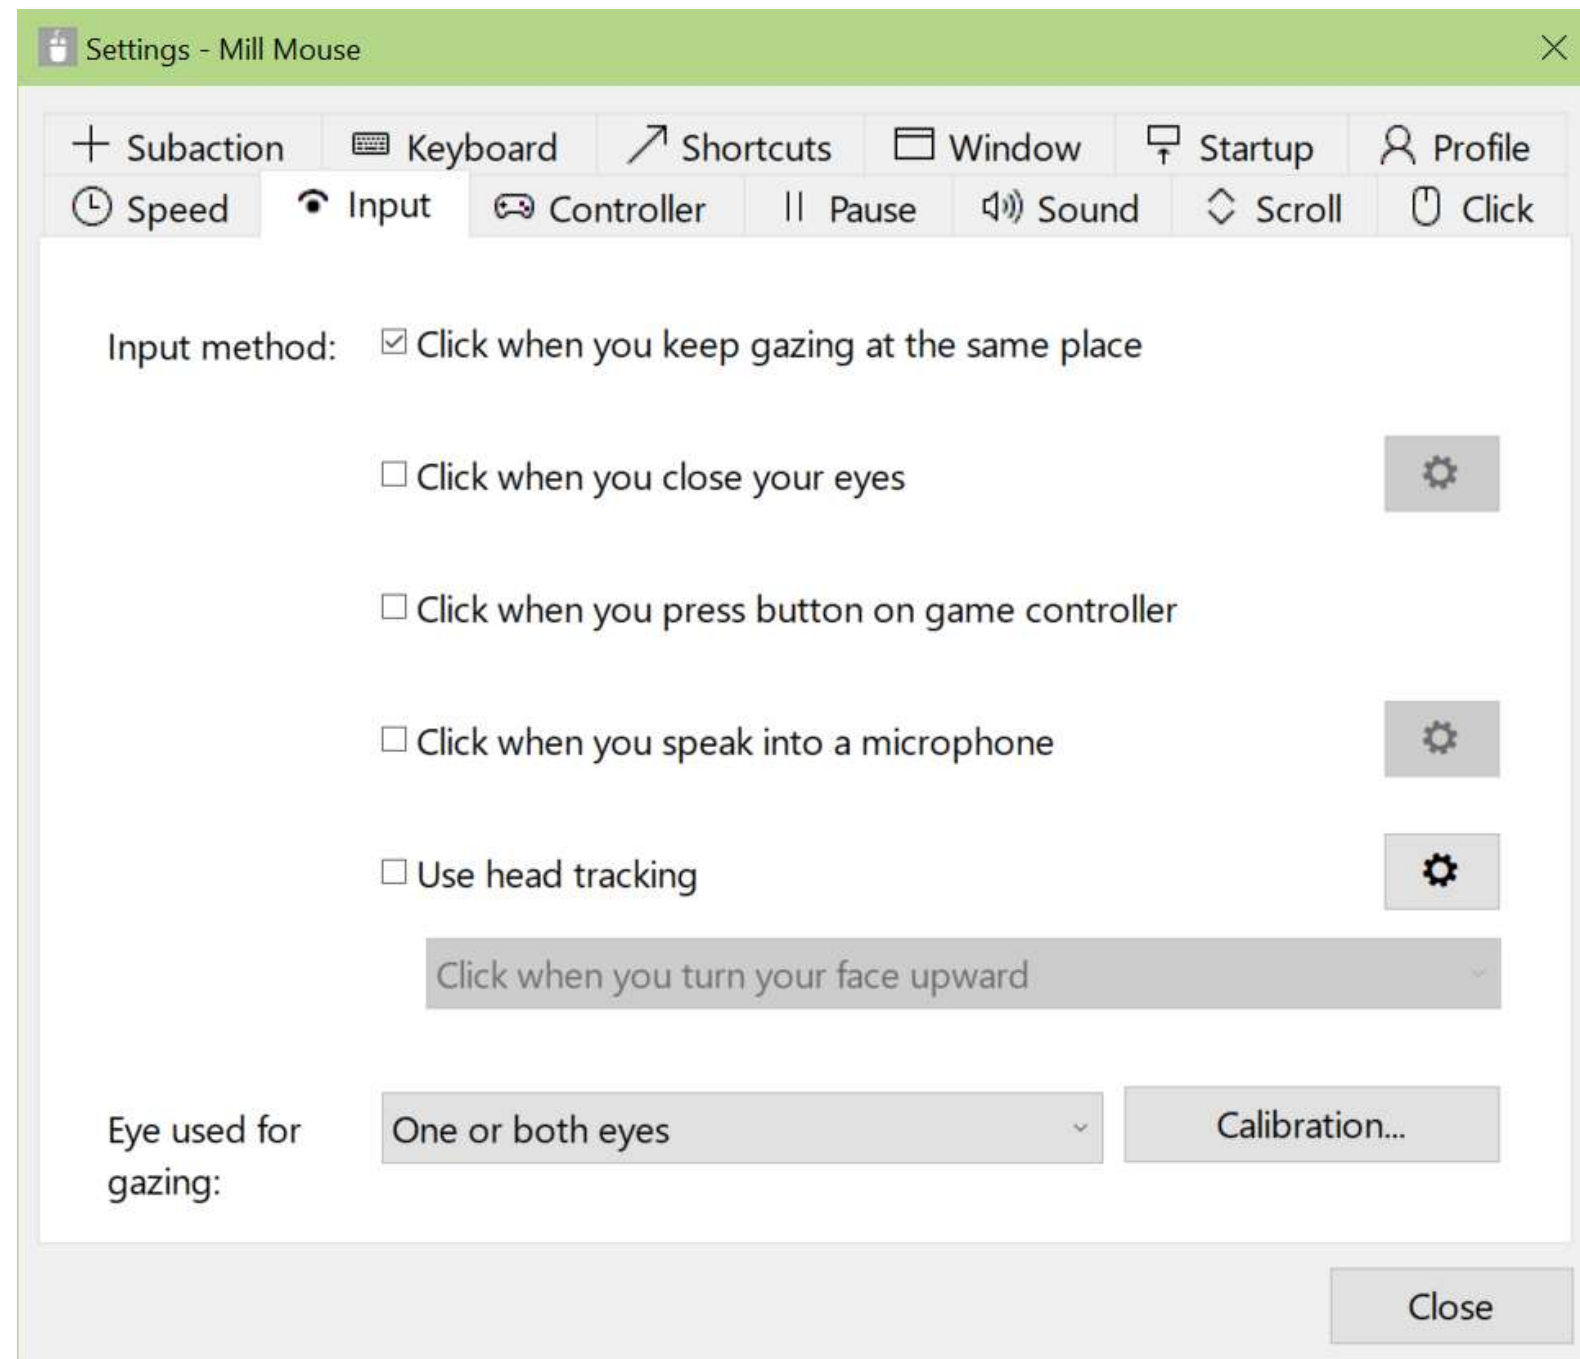 Settings - Mill Mouse
Subaction Keyboard Shortcuts Window Startup Profile
Speed Input Controller Pause Sound Scroll Click
Input method: Click when you keep gazing at the same place
Click when you close your eyes
Click when you press button on game controller
Click when you speak into a microphone
Use head tracking
Click when you turn your face upward
Eye used for
gazing:
One or both eyes
Calibration...
Close